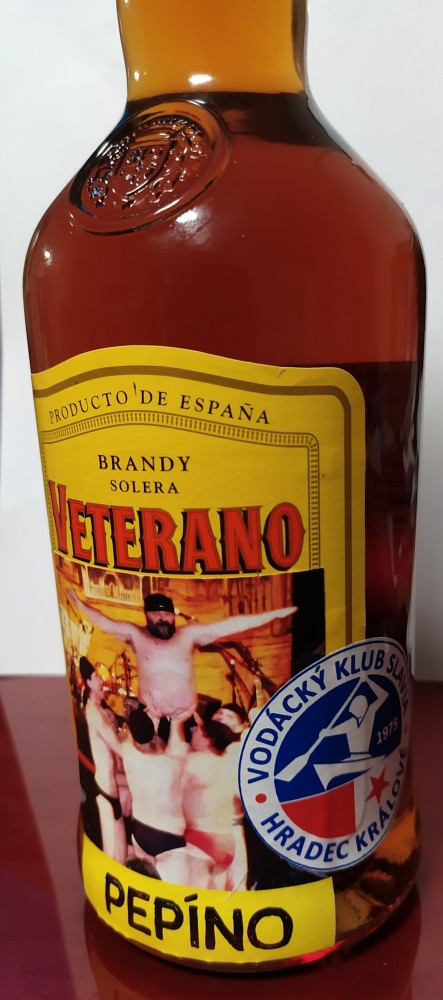 PRODUCTO DE ESPAÑA
BRANDY
SOLERA
VETERANO
VODÁCKÝ KLUB SLAVIA
1975
HRADEC KRÁLOVÉ
PEPÍNO